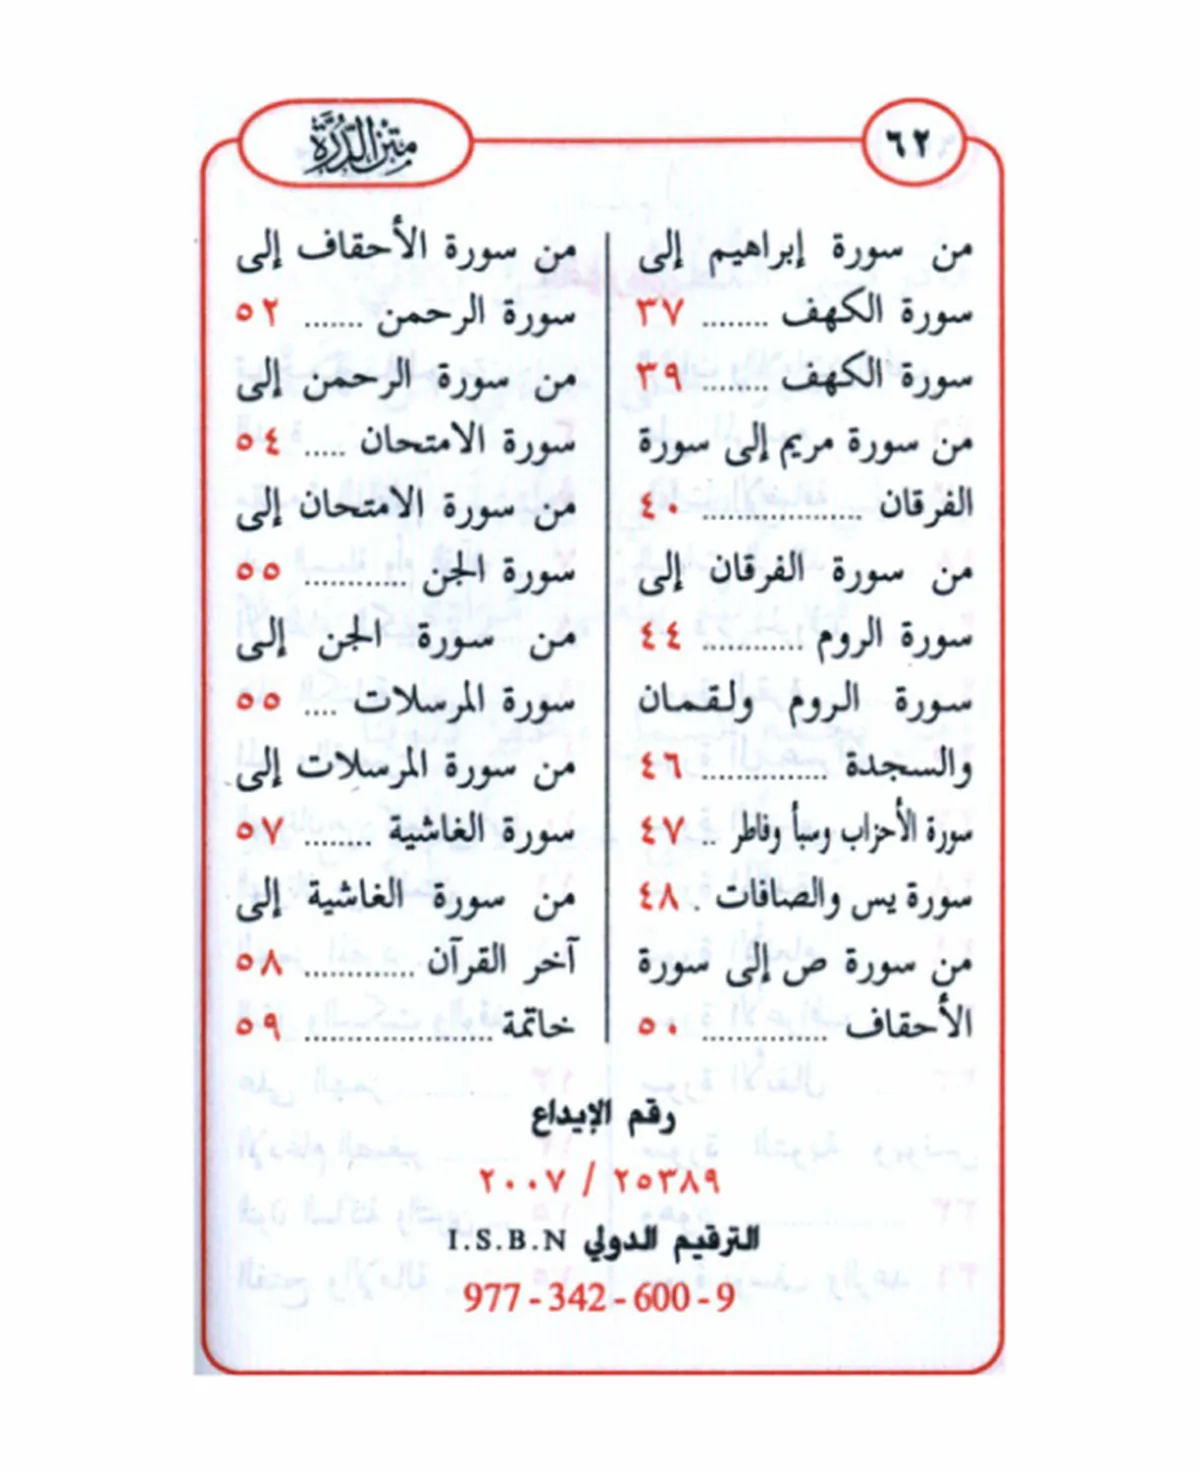 ٦٢
متن الدرة
من سورة إبراهيم إلى
سورة الكهف ........ ٣٧
سورة الكهف ........ ٣٩
من سورة مريم إلى سورة
الفرقان ................... ٤٠
من سورة الفرقان إلى
سورة الروم ............ ٤٤
سورة الروم ولقمان
والسجدة ............... ٤٦
سورة الأحزاب وسبأ وفاطر .. ٤٧
سورة يس والصافات . ٤٨
من سورة ص إلى سورة
الأحقاف ............... ٥٠
من سورة الأحقاف إلى
سورة الرحمن ....... ٥٢
من سورة الرحمن إلى
سورة الامتحان ..... ٥٤
من سورة الامتحان إلى
سورة الجن ............ ٥٥
من سورة الجن إلى
سورة المرسلات .... ٥٥
من سورة المرسلات إلى
سورة الغاشية ........ ٥٧
من سورة الغاشية إلى
آخر القرآن ............. ٥٨
خاتمة ....................... ٥٩
رقم الإيداع
٢٥٣٨٩ / ٢٠٠٧
الترقيم الدولي I.S.B.N
977-342-600-9